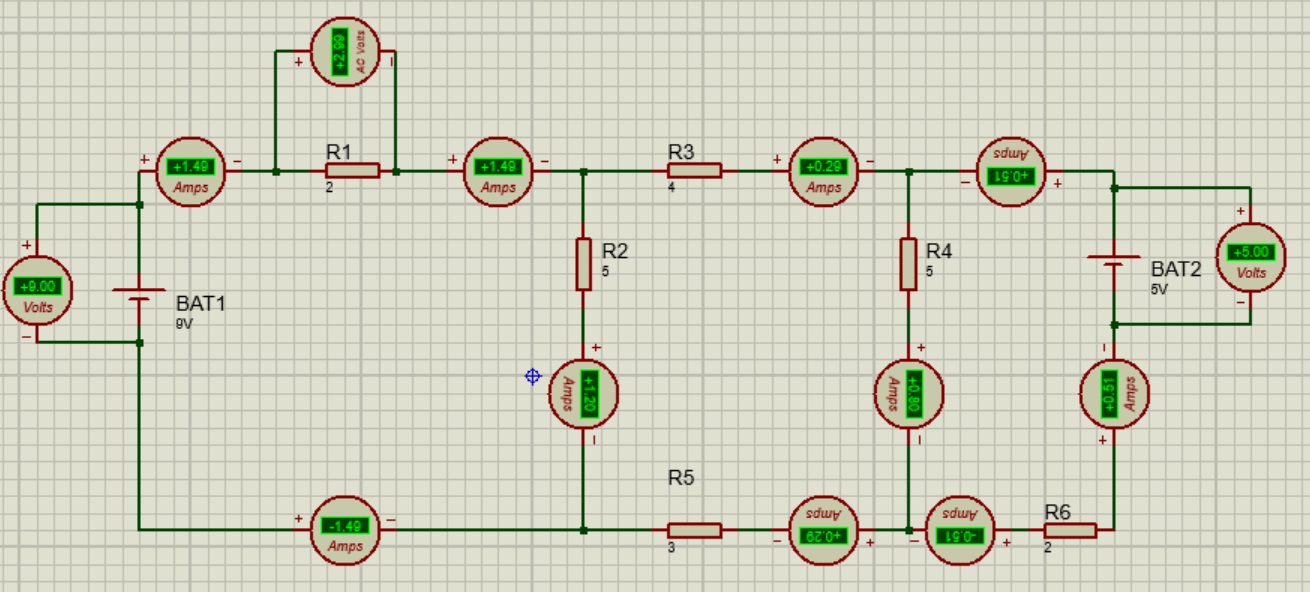 +2.99
AC Volts
+
R1
2
+1.49
Amps
+ -
+1.49
Amps
+ -
R3
4
+0.29
Amps
+ -
+0.51
Amps
- +
+9.00
Volts
+
-
BAT1
9V
R2
5
R4
5
BAT2
5V
+5.00
Volts
+
-
+1.20
Amps
+
-
+0.80
Amps
+
-
+0.51
Amps
-
+
-1.49
Amps
+ -
R5
3
+0.29
Amps
- +
-0.51
Amps
- +
R6
2